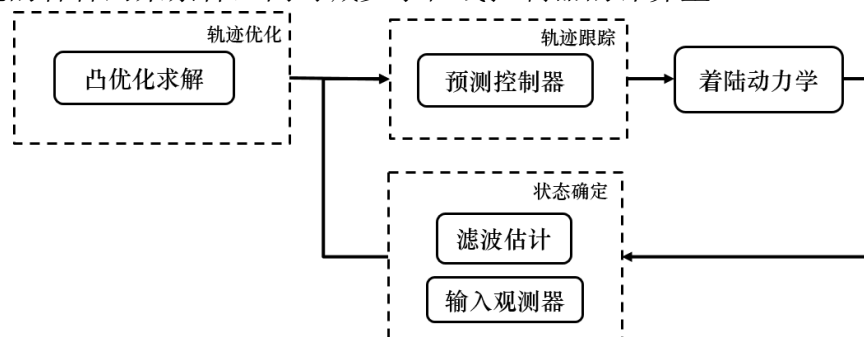 轨迹优化
凸优化求解
轨迹跟踪
预测控制器
着陆动力学
状态确定
滤波估计
输入观测器